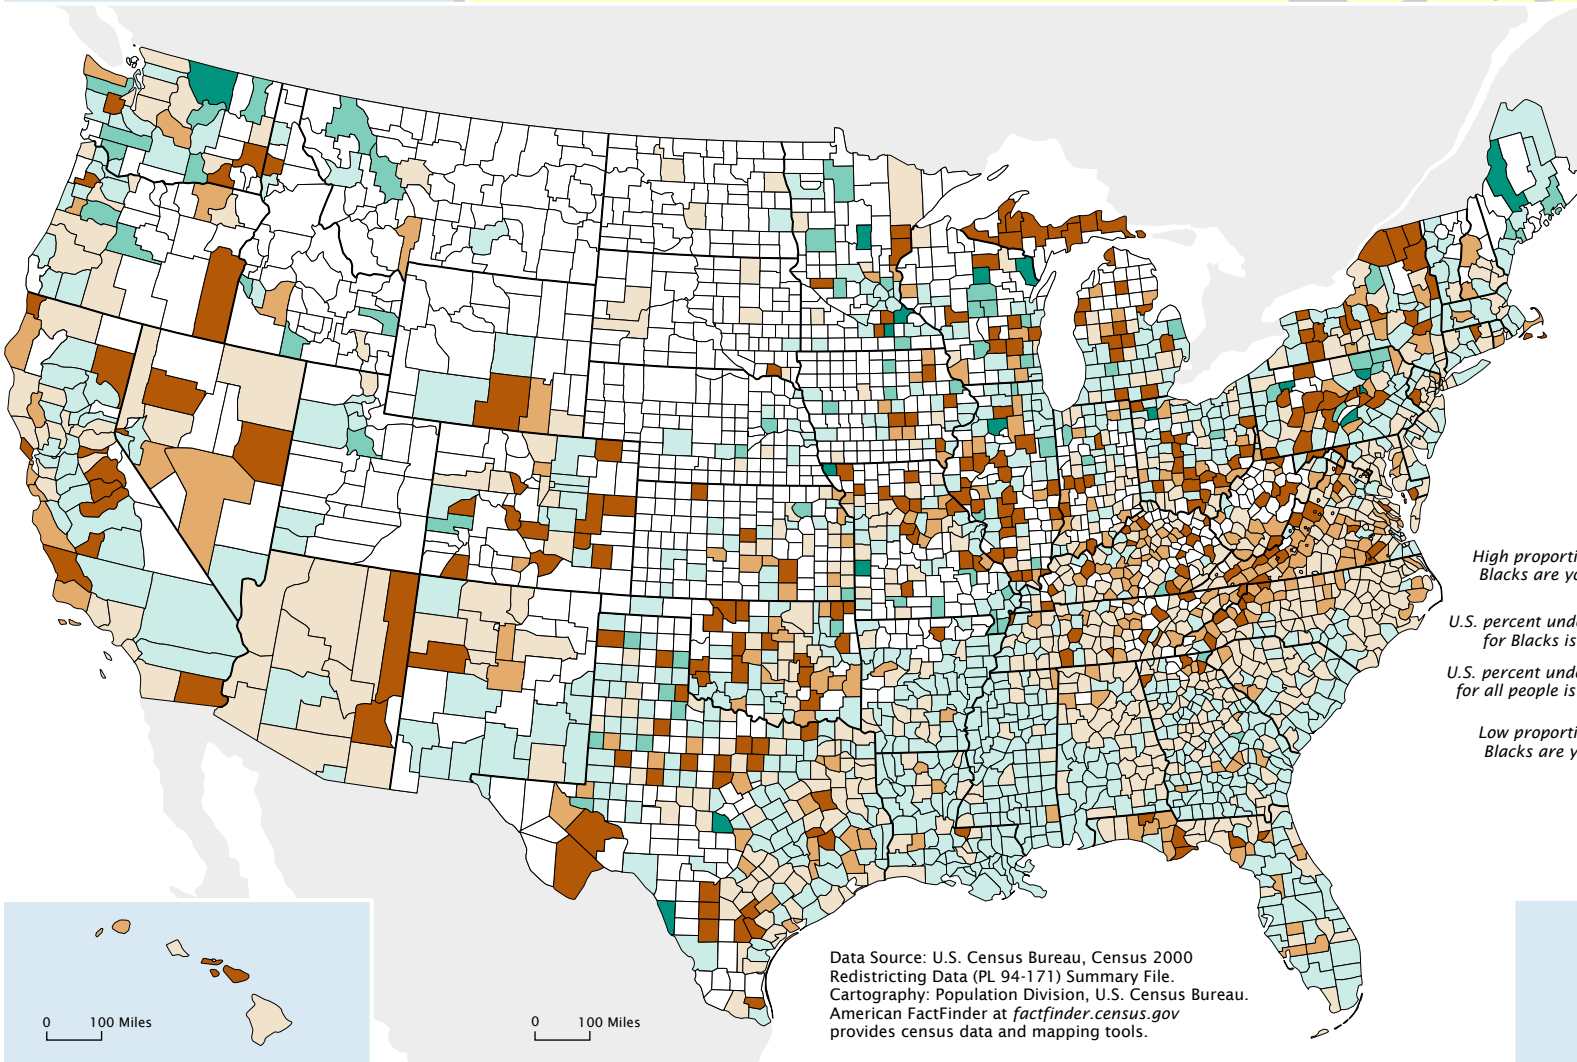 High proporti
Blacks are yo
U.S. percent unde
for Blacks is
U.S. percent unde
for all people is
Low proporti
Blacks are y
Data Source: U.S. Census Bureau, Census 2000
Redistricting Data (PL 94-171) Summary File.
Cartography: Population Division, U.S. Census Bureau.
American FactFinder at factfinder.census.gov
provides census data and mapping tools.
0 100 Miles
0 100 Miles